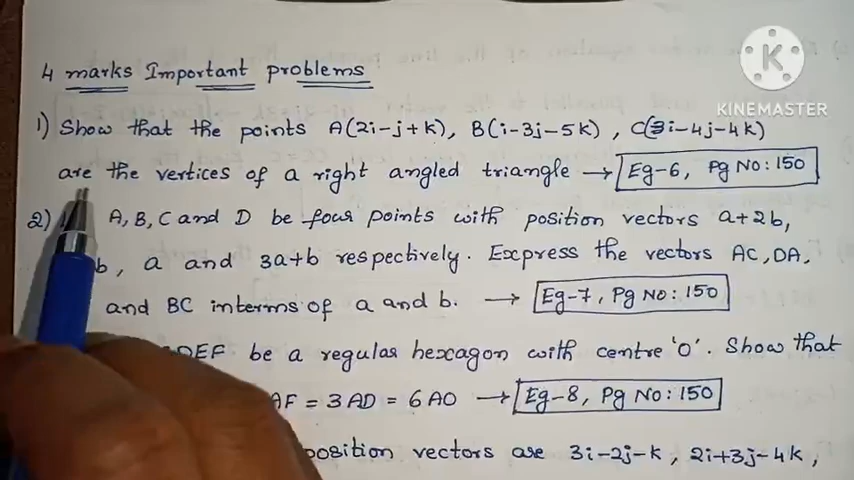 4 marks Important problems
K
KINEMASTER
1) Show that the points A(2i-j+k), B(i-3j-5k), C(3i-4j-4k)
are the vertices of a right angled triangle → Eg-6, Pg No: 150
2) A, B, C and D be four points with position vectors a+2b,
b, a and 3a+b respectively. Express the vectors AC, DA,
and BC interms of a and b. → Eg-7, Pg No: 150
DEF be a regular hexagon with centre 'O'. Show that
AF = 3 AD = 6 AO → Eg-8, Pg No: 150
position vectors are 3i-2j-k, 2i+3j-4k,